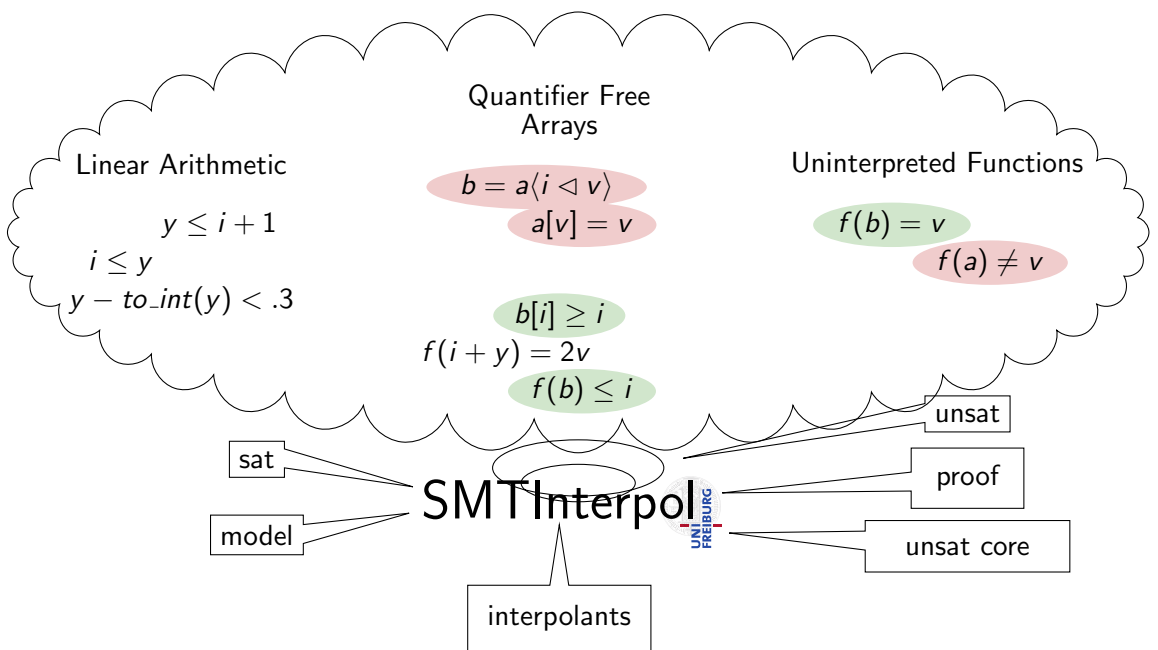 Quantifier Free
Arrays
Linear Arithmetic
Uninterpreted Functions
b = a⟨i ◁ v⟩
y ≤ i + 1
a[v] = v
f(b) = v
i ≤ y
f(a) ≠ v
y − to_int(y) < .3
b[i] ≥ i
f(i + y) = 2v
f(b) ≤ i
unsat
sat
proof
SMTInterpol
UNI
FREIBURG
model
unsat core
interpolants